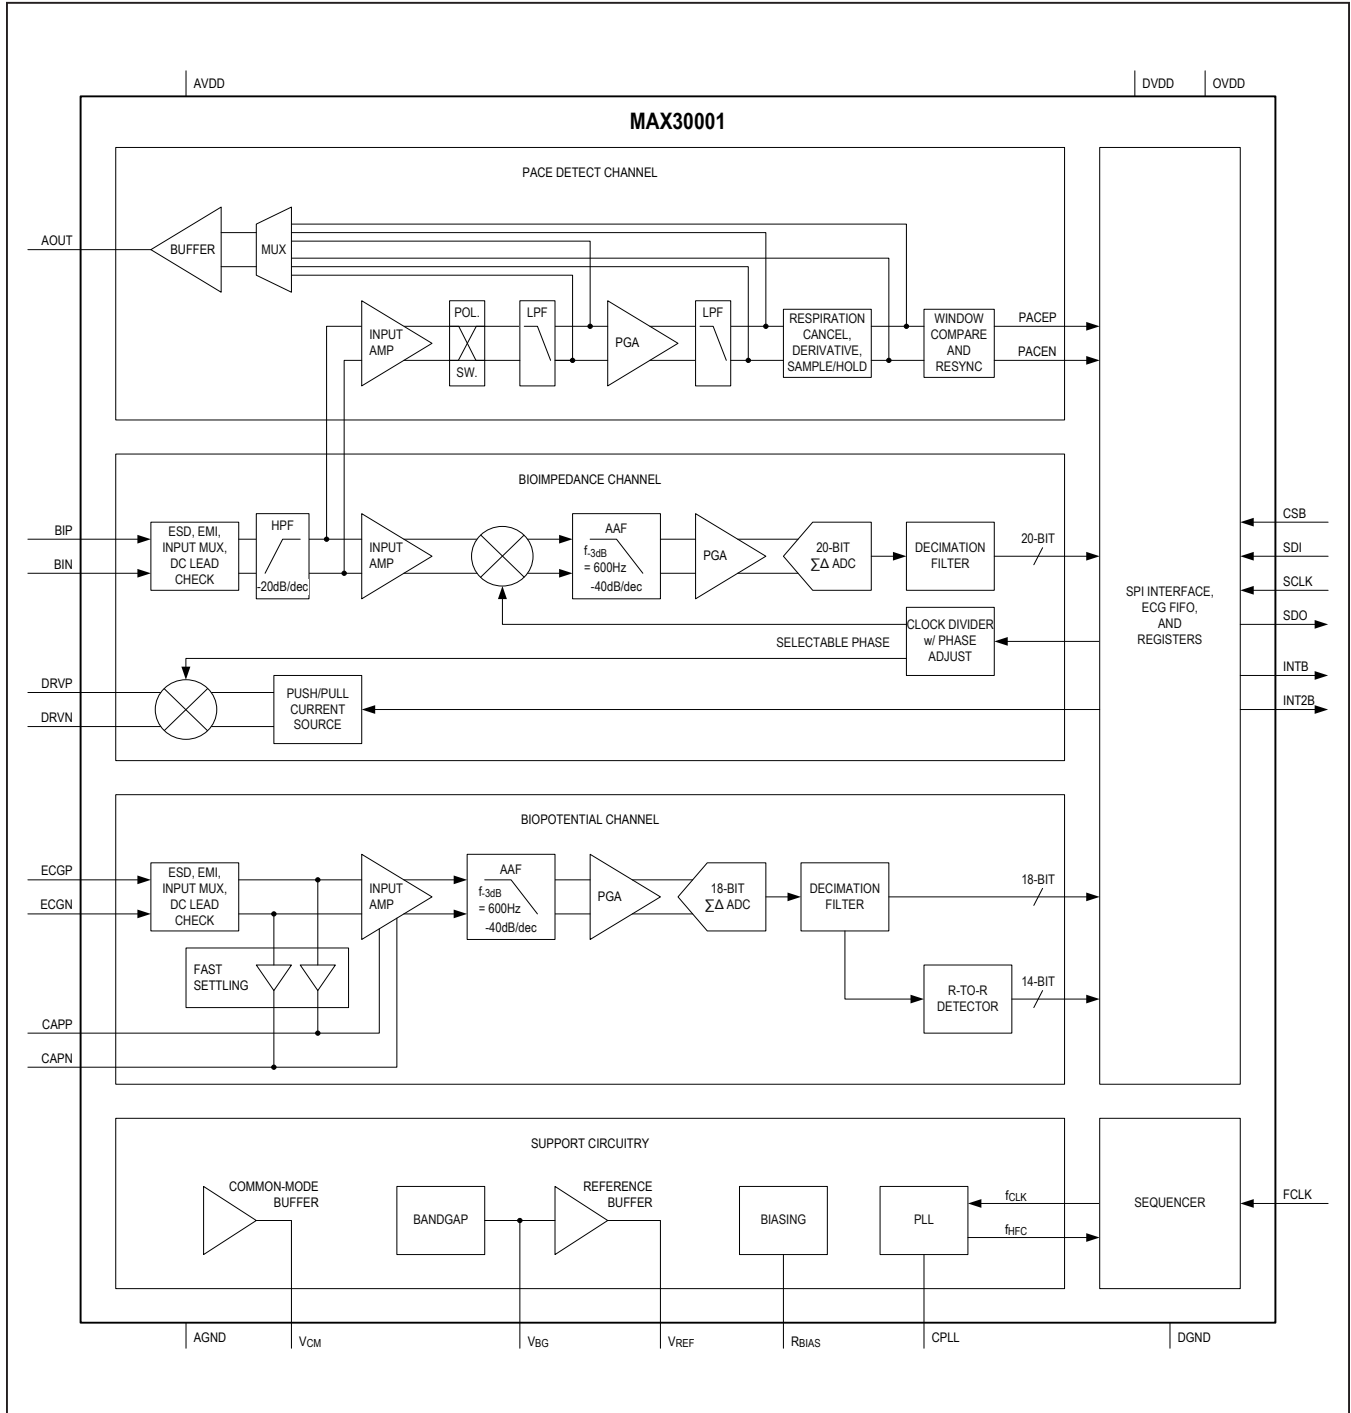 AVDD
DVDD
OVDD
MAX30001
PACE DETECT CHANNEL
AOUT
BUFFER
MUX
INPUT
AMP
POL.
SW.
LPF
PGA
LPF
RESPIRATION
CANCEL,
DERIVATIVE,
SAMPLE/HOLD
WINDOW
COMPARE
AND
RESYNC
PACEP
PACEN
BIOIMPEDANCE CHANNEL
BIP
BIN
ESD, EMI,
INPUT MUX,
DC LEAD
CHECK
HPF
-20dB/dec
INPUT
AMP
AAF
f-3dB
= 600Hz
-40dB/dec
PGA
20-BIT
∑Δ ADC
DECIMATION
FILTER
20-BIT
SELECTABLE PHASE
CLOCK DIVIDER
w/ PHASE
ADJUST
DRVP
DRVN
PUSH/PULL
CURRENT
SOURCE
SPI INTERFACE,
ECG FIFO,
AND
REGISTERS
CSB
SDI
SCLK
SDO
INTB
INT2B
BIOPOTENTIAL CHANNEL
ECGP
ECGN
ESD, EMI,
INPUT MUX,
DC LEAD
CHECK
INPUT
AMP
AAF
f-3dB
= 600Hz
-40dB/dec
PGA
18-BIT
∑Δ ADC
DECIMATION
FILTER
18-BIT
FAST
SETTLING
R-TO-R
DETECTOR
14-BIT
CAPP
CAPN
SUPPORT CIRCUITRY
COMMON-MODE
BUFFER
BANDGAP
REFERENCE
BUFFER
BIASING
PLL
fCLK
fHFC
SEQUENCER
FCLK
AGND
VCM
VBG
VREF
RBIAS
CPLL
DGND